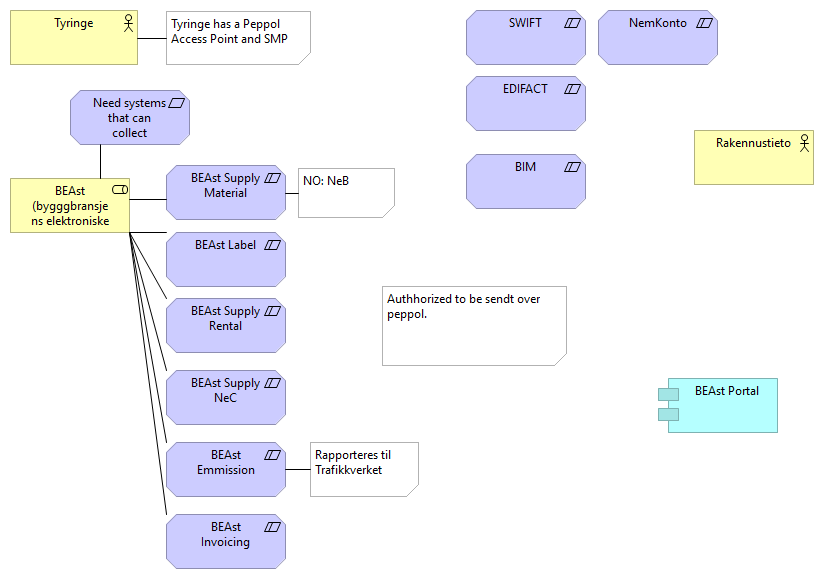 Tyringe
Tyringe has a Peppol
Access Point and SMP
SWIFT
NemKonto
EDIFACT
Need systems
that can
collect
Rakennustieto
BIM
BEAst
(bygggbransje
ns elektroniske
BEAst Supply
Material
NO: NeB
BEAst Label
BEAst Supply
Rental
Authhorized to be sendt over
peppol.
BEAst Supply
NeC
BEAst Portal
BEAst
Emmission
Rapporteres til
Trafikkverket
BEAst
Invoicing